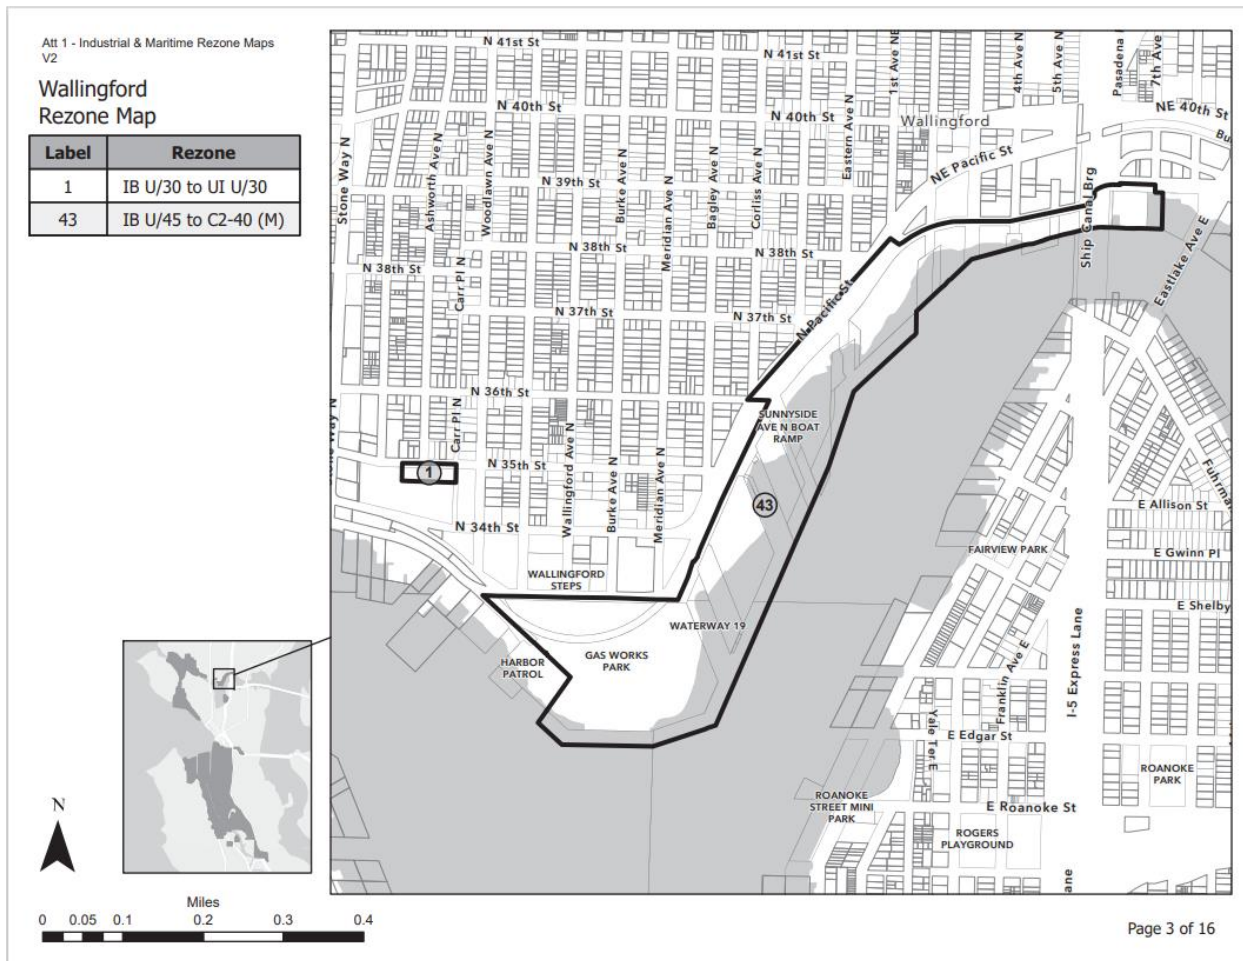 Att 1 - Industrial & Maritime Rezone Maps
V2
Wallingford
Rezone Map
Label Rezone
1 IB U/30 to UI U/30
43 IB U/45 to C2-40 (M)
N 41st St
N 41st St
N 40th St
N 40th St
NE 40th St
N 39th St
N 38th St
N 38th St
N 38th St
N 37th St
N 37th St
N 36th St
N 35th St
N 34th St
Stone Way N
Ashworth Ave N
Woodlawn Ave N
Burke Ave N
Meridian Ave N
Bagley Ave N
Corliss Ave N
Eastern Ave N
1st Ave NE
4th Ave N
5th Ave N
Pasadena
7th Ave
Wallingford
NE Pacific St
N Pacific St
Ship Canal Brg
Eastlake Ave E
Carr Pl N
Carr Pl N
Wallingford Ave N
Burke Ave N
Meridian Ave N
1
43
SUNNYSIDE
AVE N BOAT
RAMP
WALLINGFORD
STEPS
WATERWAY 19
HARBOR
PATROL
GAS WORKS
PARK
FAIRVIEW PARK
E Allison St
E Gwinn Pl
E Shelby
Fuhrma
I-5 Express Lane
Franklin Ave E
Yale Ter E
E Edgar St
ROANOKE
PARK
ROANOKE
STREET MINI
PARK
E Roanoke St
ROGERS
PLAYGROUND
ane
N
Miles
0 0.05 0.1 0.2 0.3 0.4
Page 3 of 16